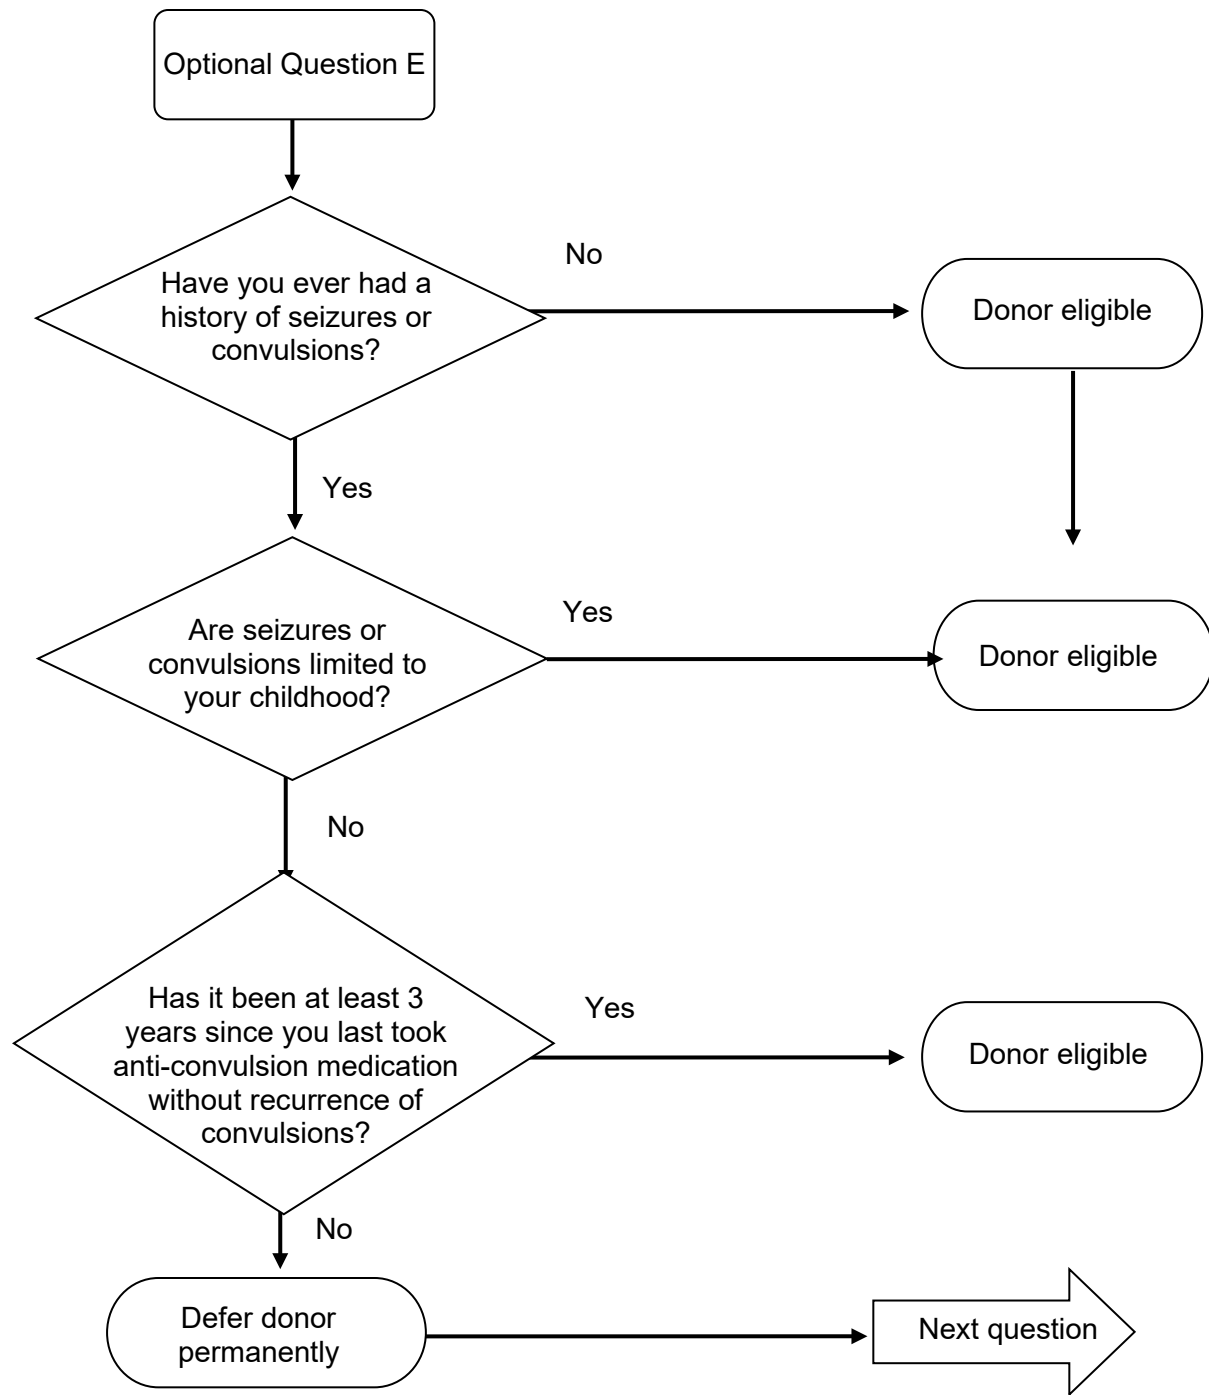 Optional Question E
Have you ever had a
history of seizures or
convulsions?
No
Donor eligible
Yes
Are seizures or
convulsions limited to
your childhood?
Yes
Donor eligible
No
Has it been at least 3
years since you last took
anti-convulsion medication
without recurrence of
convulsions?
Yes
Donor eligible
No
Defer donor
permanently
Next question